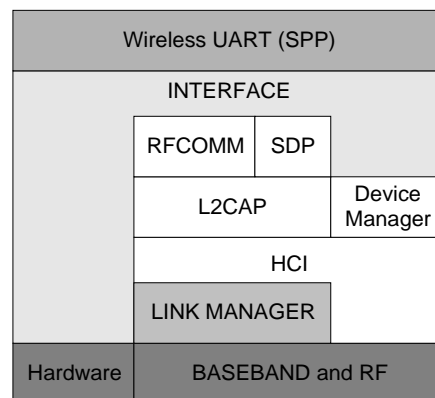 Wireless UART (SPP)
INTERFACE
RFCOMM
SDP
L2CAP
Device
Manager
HCI
LINK MANAGER
Hardware
BASEBAND and RF